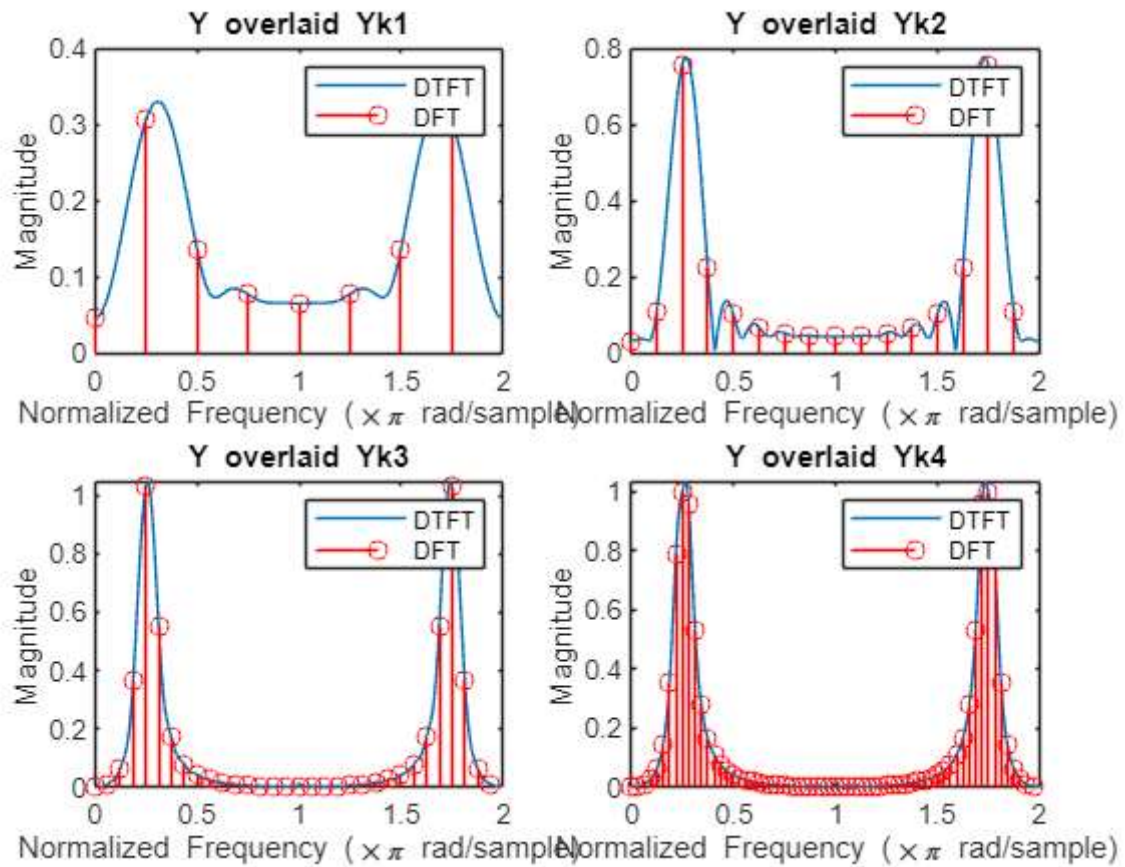 Y overlaid Yk1
0.4
0.3
0.2
0.1
0
Magnitude
DTFT
DFT
0 0.5 1 1.5 2
Normalized Frequency (×π rad/sample)
Y overlaid Yk2
0.8
0.6
0.4
0.2
0
Magnitude
DTFT
DFT
0 0.5 1 1.5 2
Normalized Frequency (×π rad/sample)
Y overlaid Yk3
1
0.8
0.6
0.4
0.2
0
Magnitude
DTFT
DFT
0 0.5 1 1.5 2
Normalized Frequency (×π rad/sample)
Y overlaid Yk4
1
0.8
0.6
0.4
0.2
0
Magnitude
DTFT
DFT
0 0.5 1 1.5 2
Normalized Frequency (×π rad/sample)